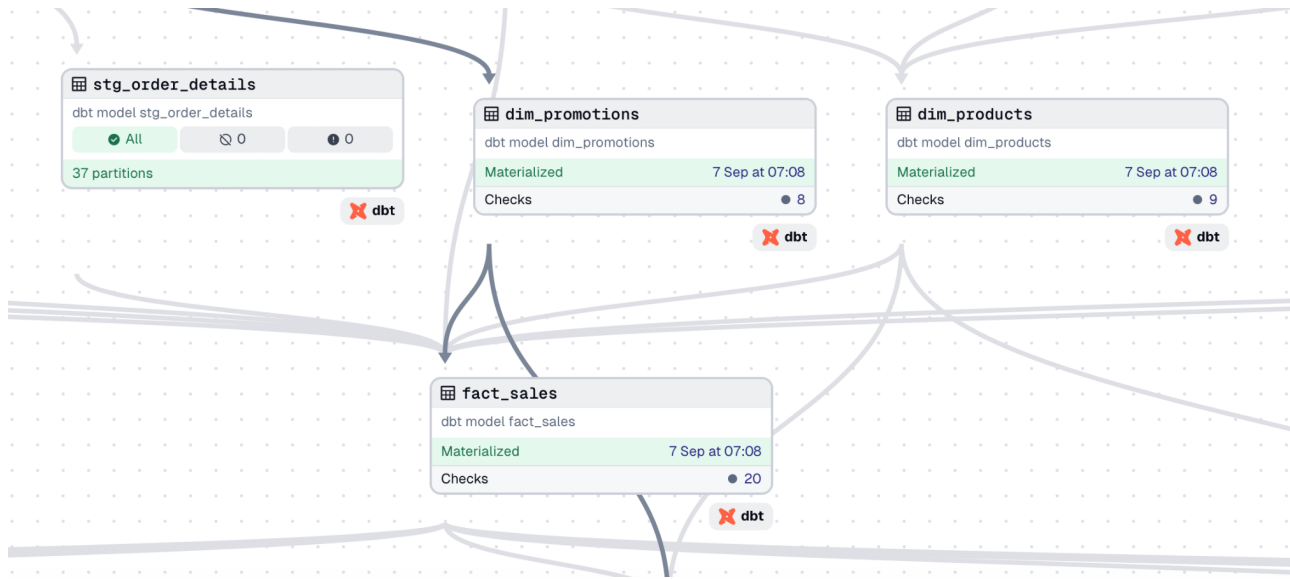 stg_order_details
dbt model stg_order_details
All 0 0
37 partitions
dbt
dim_promotions
dbt model dim_promotions
Materialized 7 Sep at 07:08
Checks 8
dbt
dim_products
dbt model dim_products
Materialized 7 Sep at 07:08
Checks 9
dbt
fact_sales
dbt model fact_sales
Materialized 7 Sep at 07:08
Checks 20
dbt